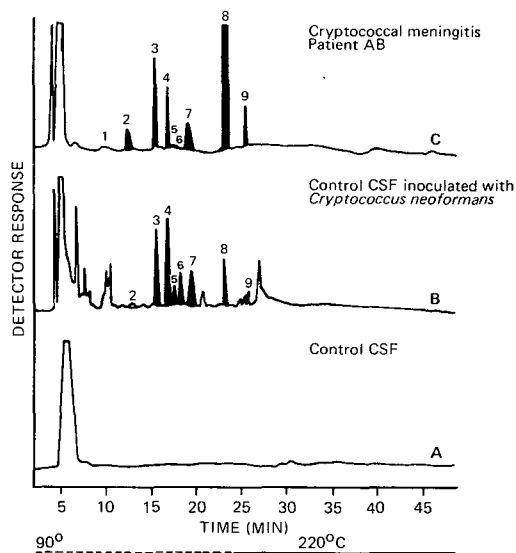 8
Cryptococcal meningitis
Patient AB
3
4
2
7
9
1
5
6
C
Control CSF inoculated with
Cryptococcus neoformans
3
4
8
5
6
7
2
9
B
Control CSF
A
DETECTOR RESPONSE
5 10 15 20 25 30 35 40 45
TIME (MIN)
90º 220ºC